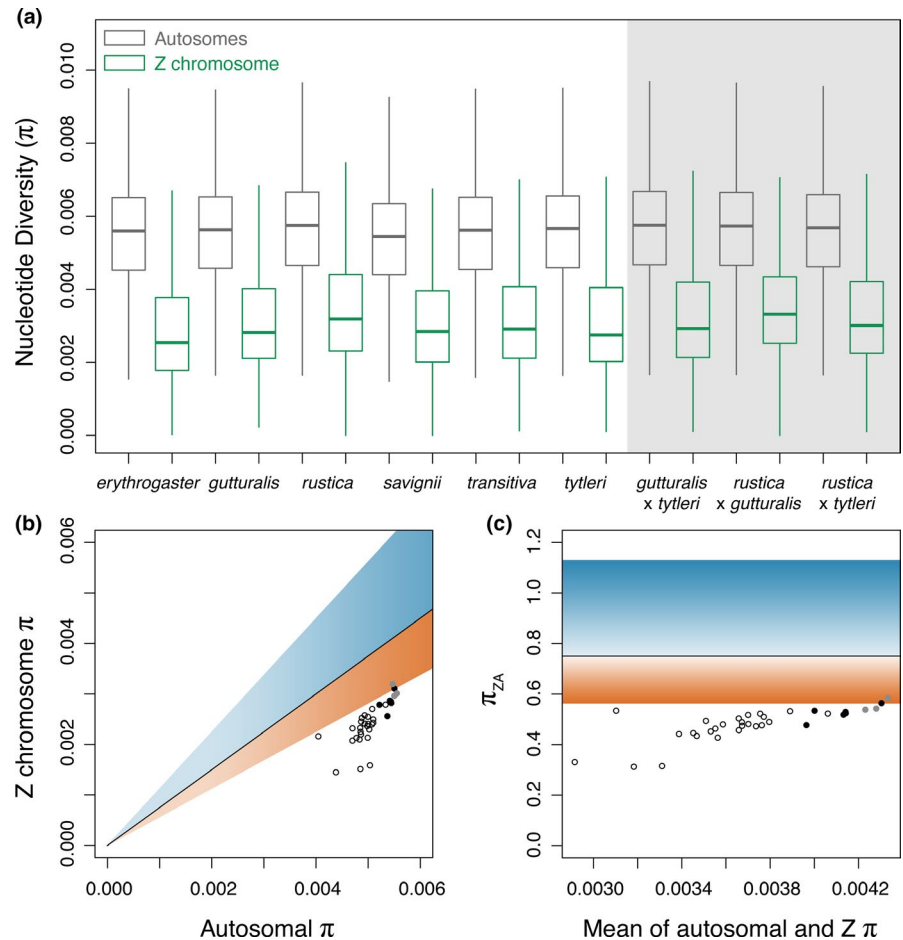 (a)
Autosomes
Z chromosome
Nucleotide Diversity (π)
0.010
0.008
0.006
0.004
0.002
0.000
erythrogaster gutturalis rustica savignii transitiva tytleri gutturalis rustica rustica
x tytleri x gutturalis x tytleri
(b)
Z chromosome π
0.006
0.004
0.002
0.000
0.000 0.002 0.004 0.006
Autosomal π
(c)
πZA
1.2
1.0
0.8
0.6
0.4
0.2
0.0
0.0030 0.0034 0.0038 0.0042
Mean of autosomal and Z π